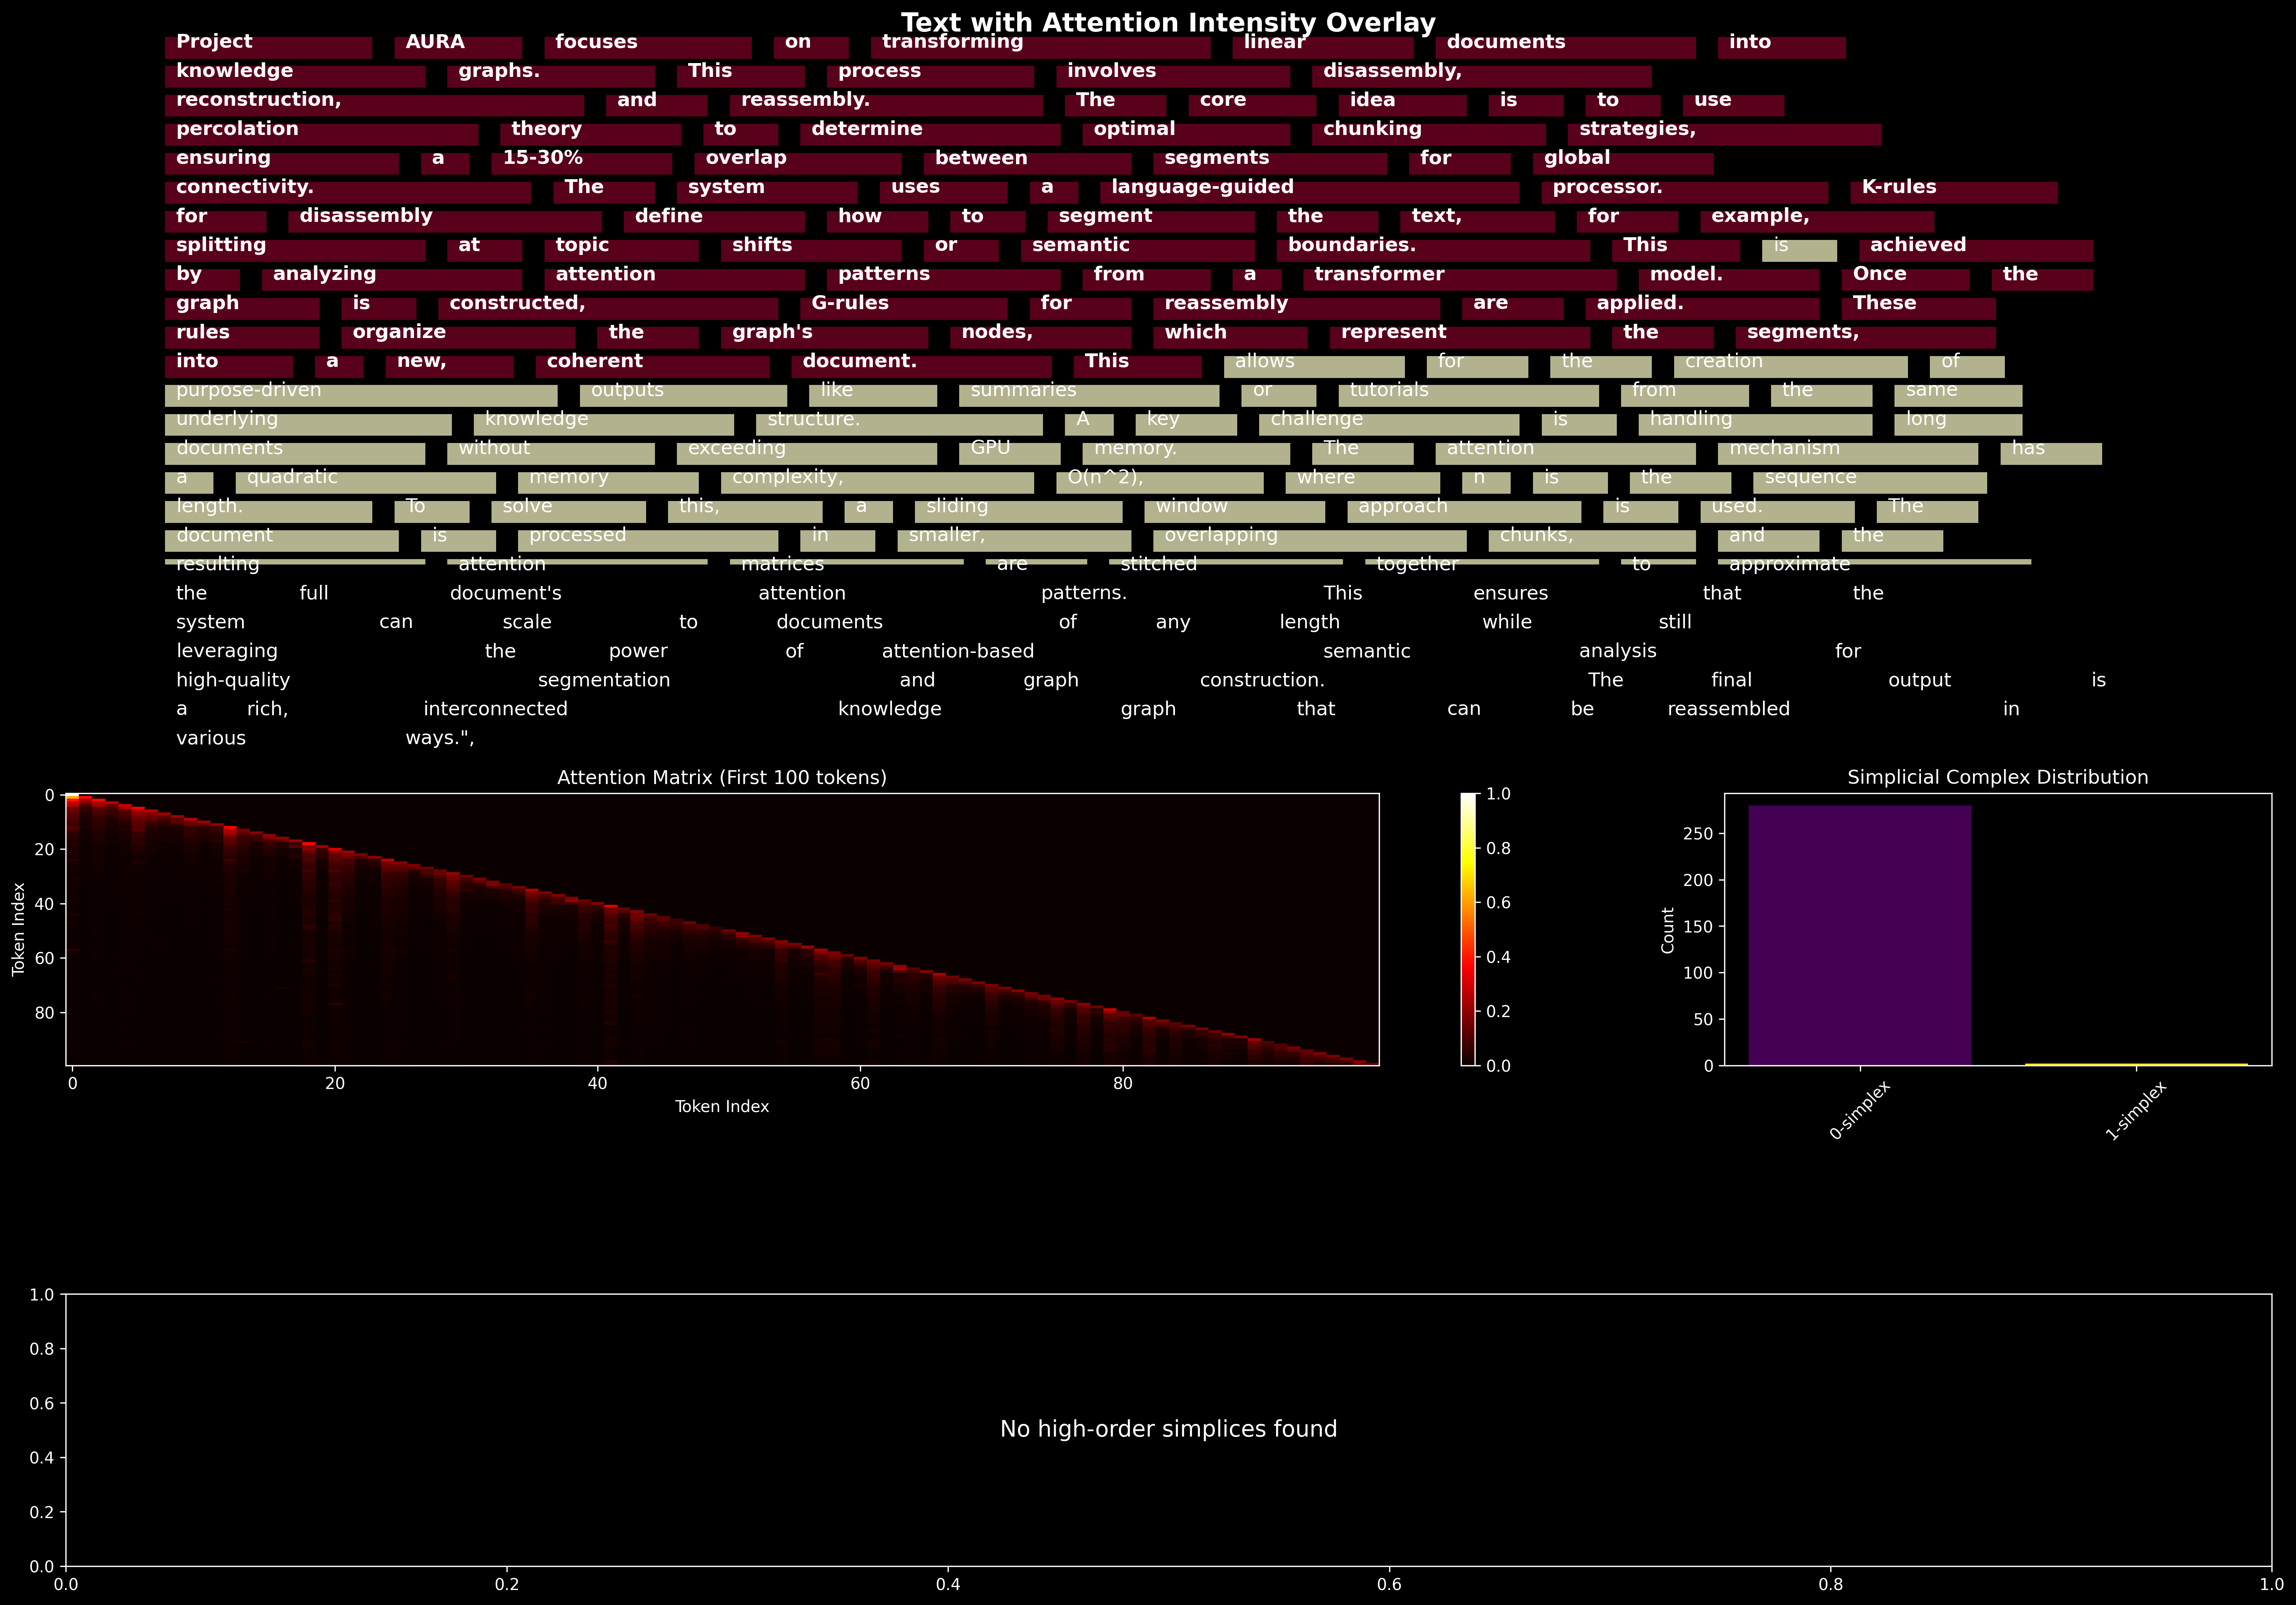 Text with Attention Intensity Overlay
Project AURA focuses on transforming linear documents into
knowledge graphs. This process involves disassembly,
reconstruction, and reassembly. The core idea is to use
percolation theory to determine optimal chunking strategies,
ensuring a 15-30% overlap between segments for global
connectivity. The system uses a language-guided processor. K-rules
for disassembly define how to segment the text, for example,
splitting at topic shifts or semantic boundaries. This is achieved
by analyzing attention patterns from a transformer model. Once the
graph is constructed, G-rules for reassembly are applied. These
rules organize the graph's nodes, which represent the segments,
into a new, coherent document. This allows for the creation of
purpose-driven outputs like summaries or tutorials from the same
underlying knowledge structure. A key challenge is handling long
documents without exceeding GPU memory. The attention mechanism has
a quadratic memory complexity, O(n^2), where n is the sequence
length. To solve this, a sliding window approach is used. The
document is processed in smaller, overlapping chunks, and the
resulting attention matrices are stitched together to approximate
the full document's attention patterns. This ensures that the
system can scale to documents of any length while still
leveraging the power of attention-based semantic analysis for
high-quality segmentation and graph construction. The final output is
a rich, interconnected knowledge graph that can be reassembled in
various ways.",
Attention Matrix (First 100 tokens)
Token Index
0
20
40
60
80
0 20 40 60 80
Token Index
1.0
0.8
0.6
0.4
0.2
0.0
Simplicial Complex Distribution
Count
250
200
150
100
50
0
0-simplex 1-simplex
1.0
0.8
0.6
0.4
0.2
0.0
No high-order simplices found
0.0 0.2 0.4 0.6 0.8 1.0